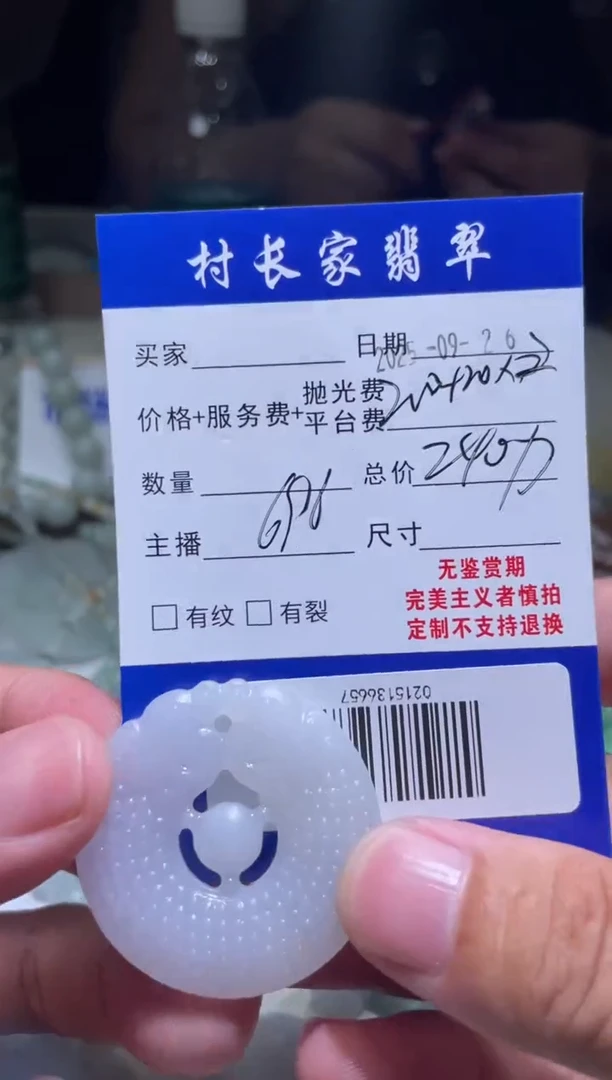 村长家翡翠
买家 日期 2025-09-26
抛光费
价格+服务费+平台费
数量 总价 240
主播 尺寸
无鉴赏期
□有纹 □有裂 完美主义者慎拍
定制不支持退换
0215136657